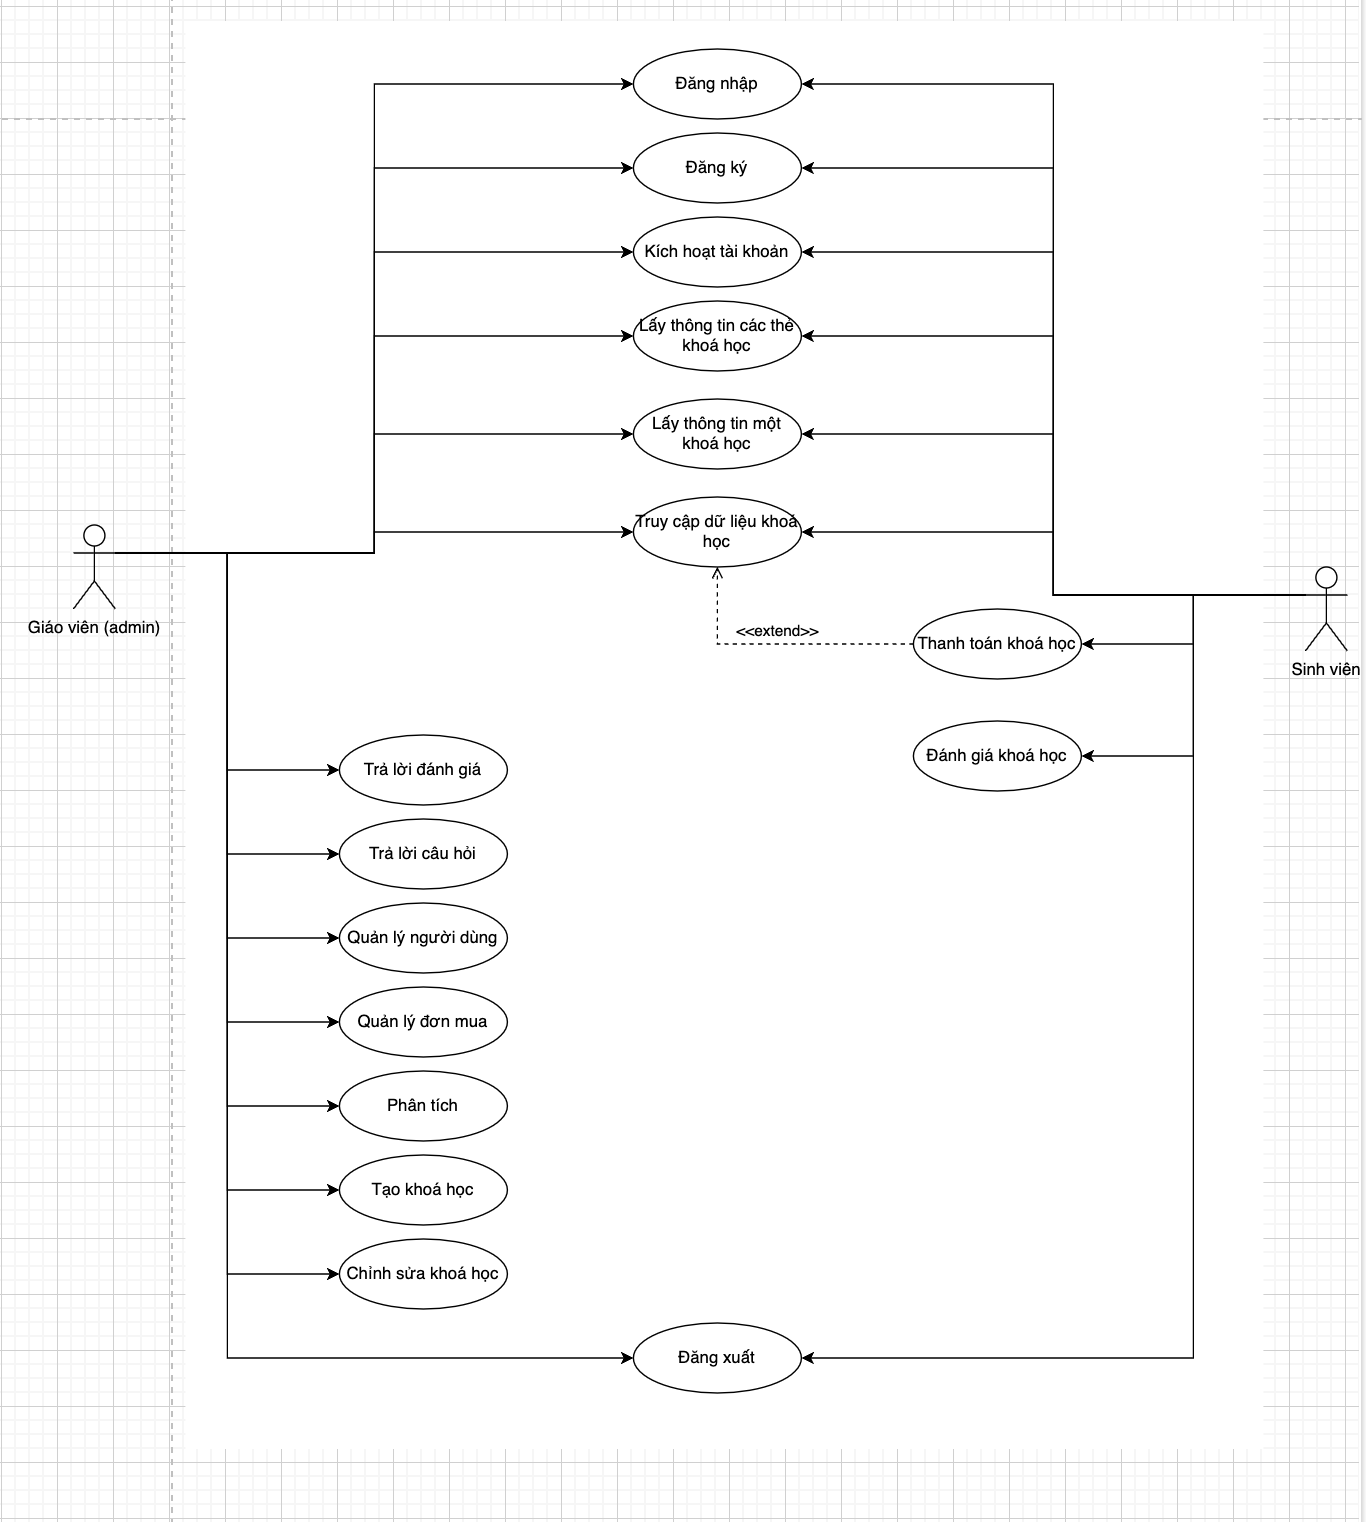 Đăng nhập
Đăng ký
Kích hoạt tài khoản
Lấy thông tin các thẻ
khoá học
Lấy thông tin một
khoá học
Truy cập dữ liệu khoá
học
Giáo viên (admin)
<<extend>>
Thanh toán khoá học
Sinh viên
Đánh giá khoá học
Trả lời đánh giá
Trả lời câu hỏi
Quản lý người dùng
Quản lý đơn mua
Phân tích
Tạo khoá học
Chỉnh sửa khoá học
Đăng xuất